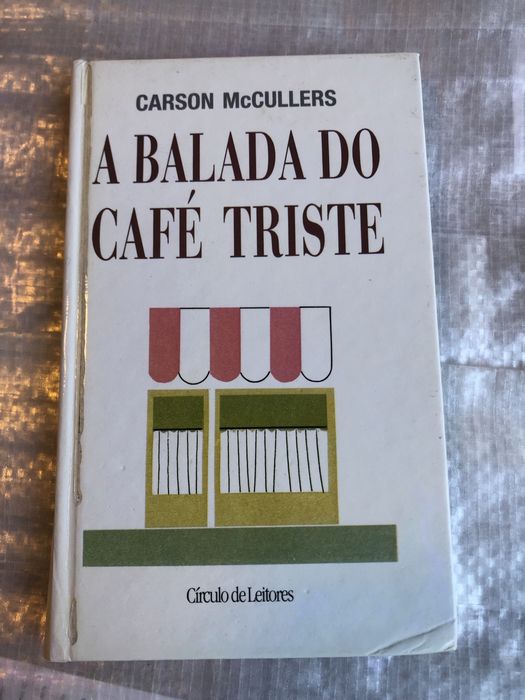 CARSON McCULLERS
A BALADA DO
CAFÉ TRISTE
Círculo de Leitores